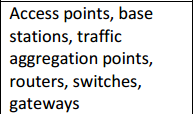 Access points, base
stations, traffic
aggregation points,
routers, switches,
gateways